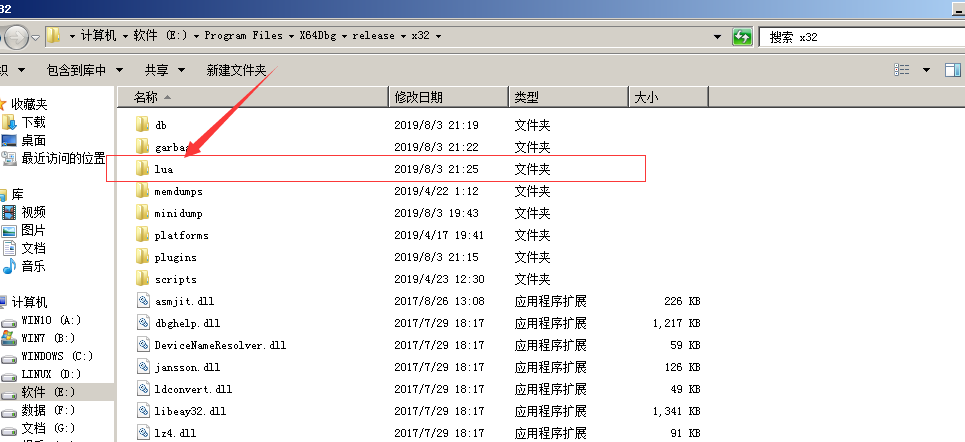 32
计算机 软件 (E:) Program Files X64Dbg release x32
搜索 x32
织 包含到库中 共享 新建文件夹
名称 修改日期 类型 大小
收藏夹
下载
桌面
最近访问的位置
库
视频
图片
文档
音乐
计算机
WIN10 (A:)
WIN7 (B:)
WINDOWS (C:)
LINUX (D:)
软件 (E:)
数据 (F:)
文档 (G:)
db 2019/8/3 21:19 文件夹
garbag 2019/8/3 21:22 文件夹
lua 2019/8/3 21:25 文件夹
memdumps 2019/4/22 1:12 文件夹
minidump 2019/8/3 19:43 文件夹
platforms 2019/4/17 19:41 文件夹
plugins 2019/8/3 21:15 文件夹
scripts 2019/4/23 12:30 文件夹
asmjit.dll 2017/8/26 13:08 应用程序扩展 226 KB
dbghelp.dll 2017/7/29 18:17 应用程序扩展 1,217 KB
DeviceNameResolver.dll 2017/7/29 18:17 应用程序扩展 59 KB
jansson.dll 2017/7/29 18:17 应用程序扩展 126 KB
ldconvert.dll 2017/7/29 18:17 应用程序扩展 49 KB
libeay32.dll 2017/7/29 18:17 应用程序扩展 1,341 KB
lz4.dll 2017/7/29 18:17 应用程序扩展 91 KB